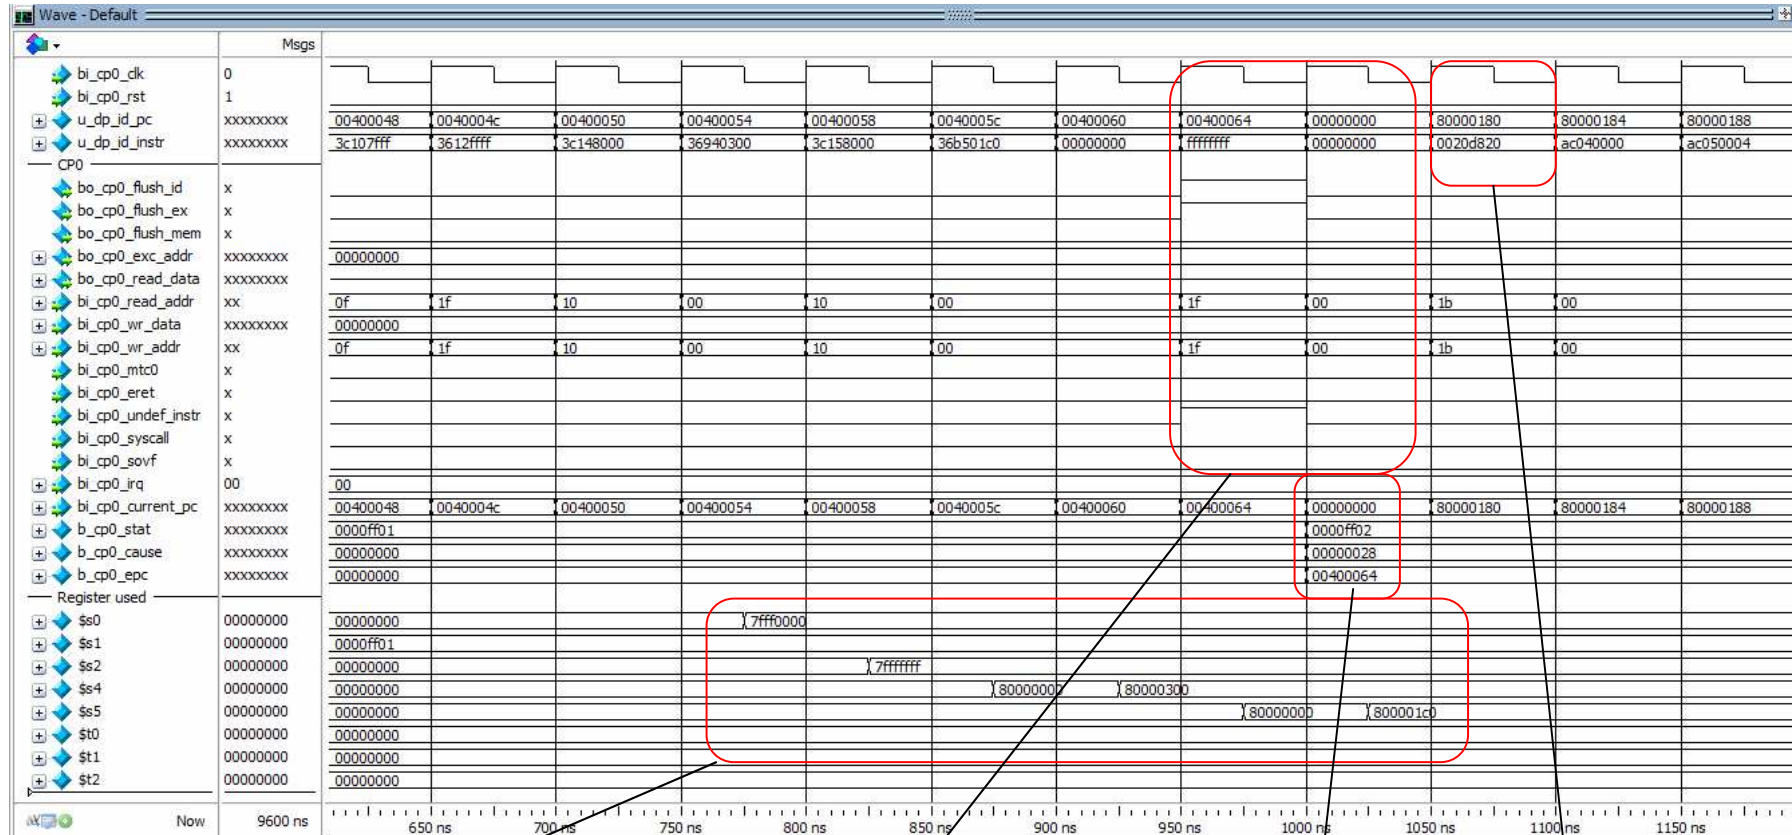 Wave - Default
Msgs
bi_cp0_clk 0
bi_cp0_rst 1
u_dp_id_pc xxxxxxxx 00400048 0040004c 00400050 00400054 00400058 0040005c 00400060 00400064 00000000 80000180 80000184 80000188
u_dp_id_instr xxxxxxxx 3c107fff 3612ffff 3c148000 36940300 3c158000 36b501c0 00000000 ffffffff 00000000 0020d820 ac040000 ac050004
CP0
bo_cp0_flush_id x
bo_cp0_flush_ex x
bo_cp0_flush_mem x
bo_cp0_exc_addr xxxxxxxx 00000000
bo_cp0_read_data xxxxxxxx
bi_cp0_read_addr xx 0f 1f 10 00 10 00 1f 00 1b 00
bi_cp0_wr_data xxxxxxxx 00000000
bi_cp0_wr_addr xx 0f 1f 10 00 10 00 1f 00 1b 00
bi_cp0_mtc0 x
bi_cp0_eret x
bi_cp0_undef_instr x
bi_cp0_syscall x
bi_cp0_sovf x
bi_cp0_irq 00 00
bi_cp0_current_pc xxxxxxxx 00400048 0040004c 00400050 00400054 00400058 0040005c 00400060 00400064 00000000 80000180 80000184 80000188
b_cp0_stat xxxxxxxx 0000ff01 0000ff02
b_cp0_cause xxxxxxxx 00000000 00000028
b_cp0_epc xxxxxxxx 00000000 00400064
Register used
$s0 00000000 00000000 7fff0000
$s1 00000000 0000ff01
$s2 00000000 00000000 7fffffff
$s4 00000000 00000000 80000000 80000300
$s5 00000000 00000000 80000000 800001c0
$t0 00000000 00000000
$t1 00000000 00000000
$t2 00000000 00000000
Now 9600 ns 650 ns 700 ns 750 ns 800 ns 850 ns 900 ns 950 ns 1000 ns 1050 ns 1100 ns 1150 ns